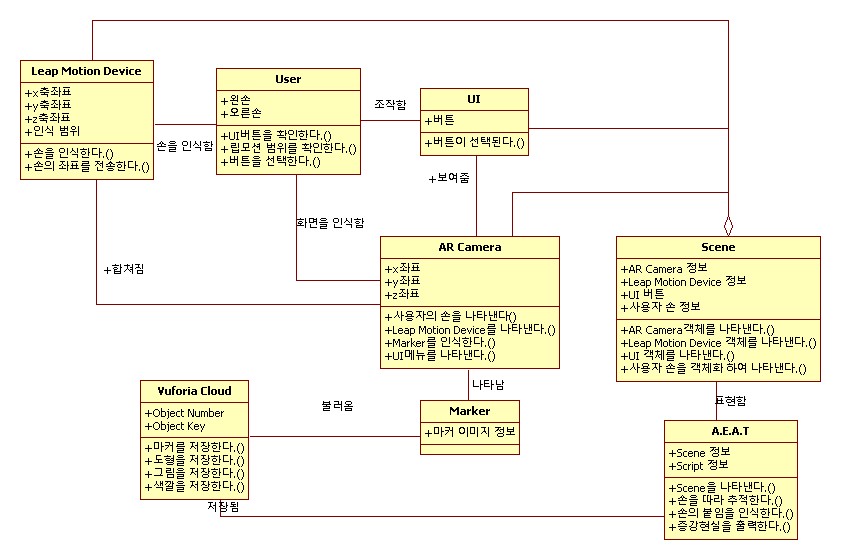 Leap Motion Device
+x축좌표
+y축좌표
+z축좌표
+인식 범위
+손을 인식한다.()
+손의 좌표를 전송한다.()
손을 인식함
User
+왼손
+오른손
+UI버튼을 확인한다.()
+립모션 범위를 확인한다.()
+버튼을 선택한다.()
조작함
UI
+버튼
+버튼이 선택된다.()
+보여줌
화면을 인식함
+합쳐짐
AR Camera
+x좌표
+y좌표
+z좌표
+사용자의 손을 나타낸다()
+Leap Motion Device를 나타낸다.()
+Marker를 인식한다.()
+UI메뉴를 나타낸다.()
Scene
+AR Camera 정보
+Leap Motion Device 정보
+UI 버튼
+사용자 손 정보
+AR Camera객체를 나타낸다.()
+Leap Motion Device 객체를 나타낸다.()
+UI 객체를 나타낸다.()
+사용자 손을 객체화 하여 나타낸다.()
나타남
표현함
Vuforia Cloud
+Object Number
+Object Key
+마커를 저장한다.()
+도형을 저장한다.()
+그림을 저장한다.()
+색깔을 저장한다.()
불러옴
Marker
+마커 이미지 정보
저장됨
A.E.A.T
+Scene 정보
+Script 정보
+Scene을 나타낸다.()
+손을 따라 추적한다.()
+손의 붙임을 인식한다.()
+증강현실을 출력한다.()